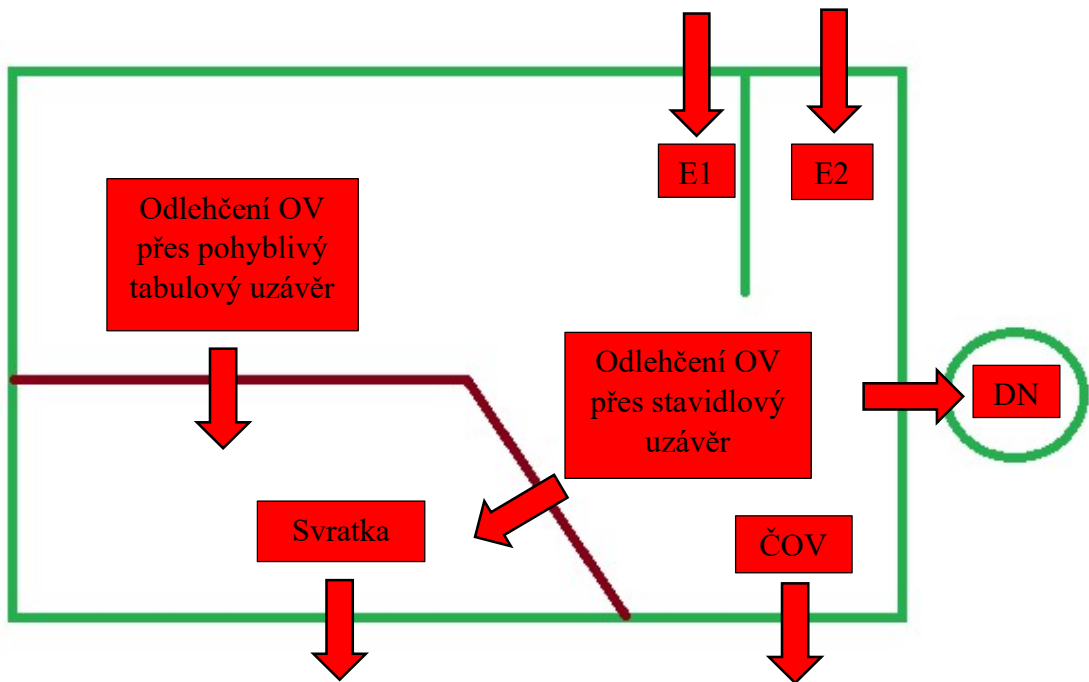 E1
E2
Odlehčení OV
přes pohyblivý
tabulový uzávěr
Odlehčení OV
přes stavidlový
uzávěr
DN
Svratka
ČOV